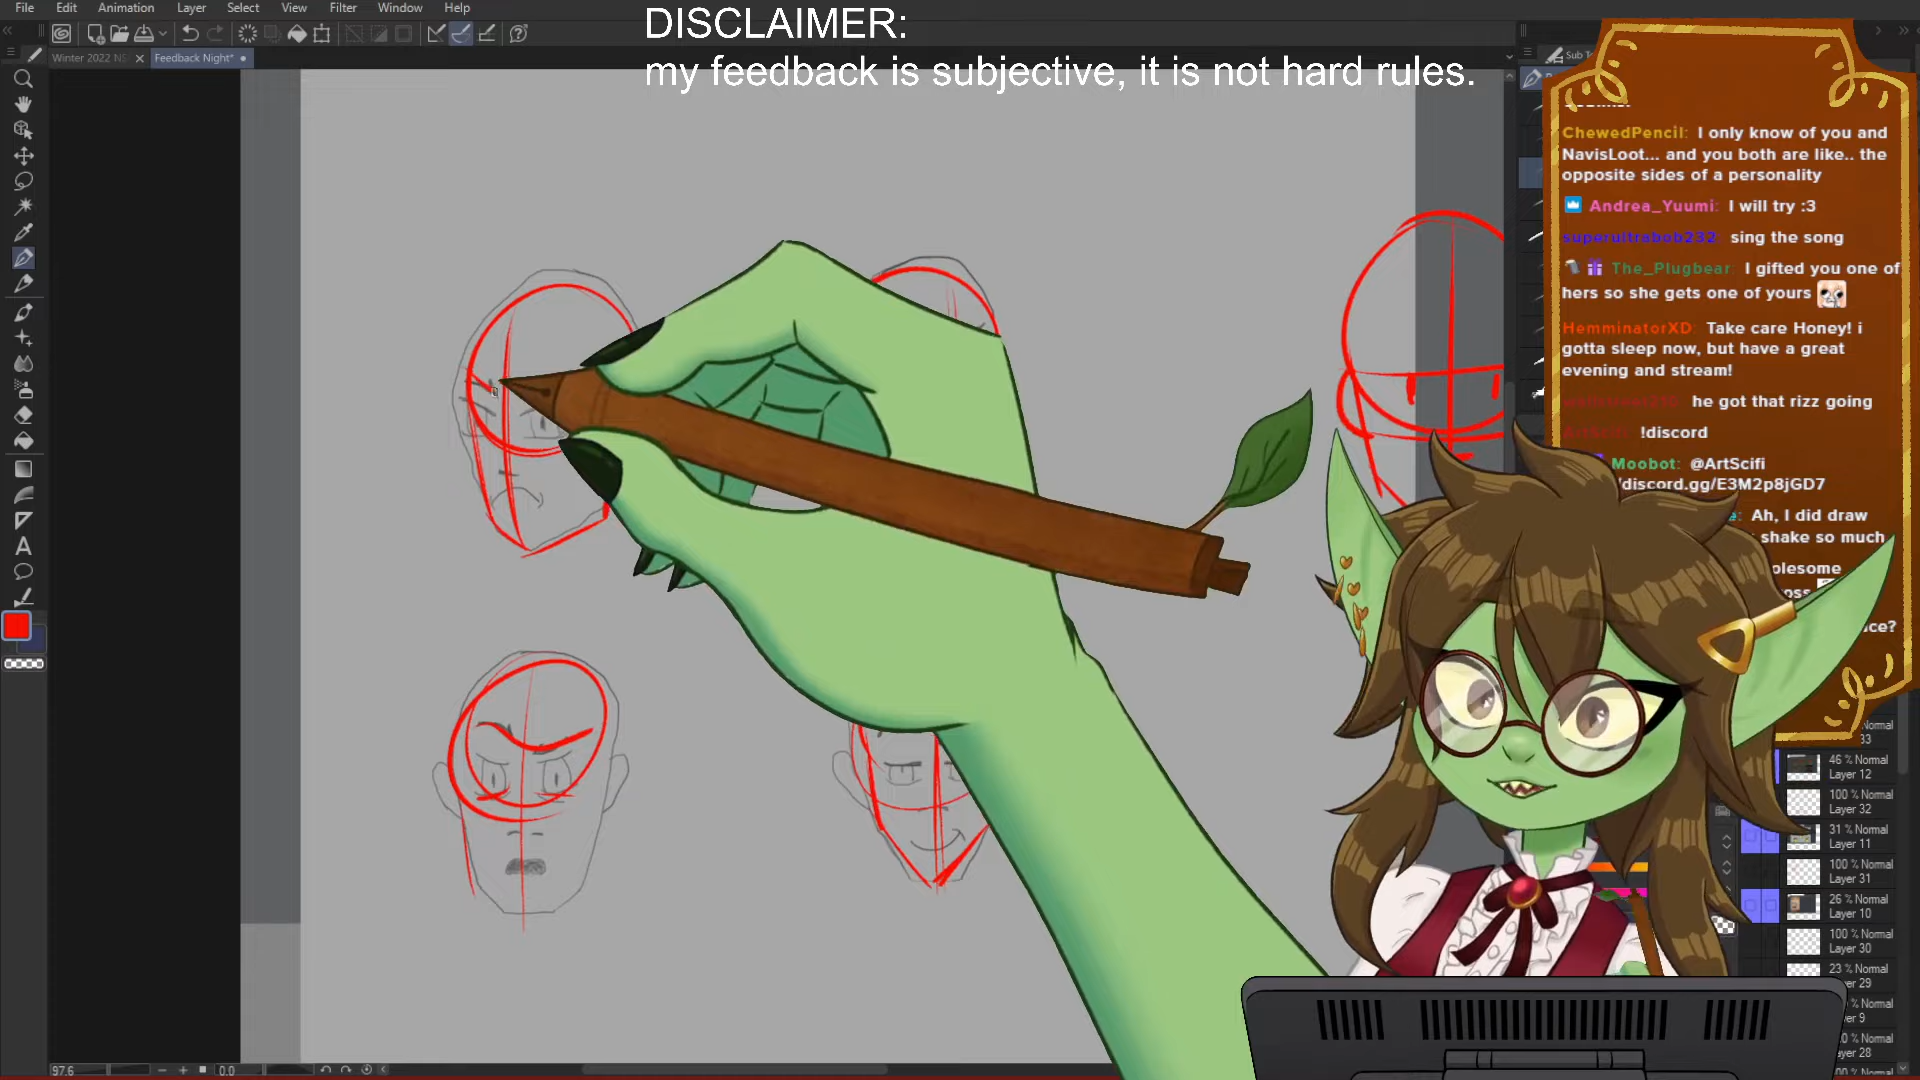 File Edit Animation Layer Select View Filter Window Help
DISCLAIMER:
my feedback is subjective, it is not hard rules.
Winter 2022 NS
Feedback Night*
Sub To
ChewedPencil: I only know of you and
NavisLoot... and you both are like.. the
opposite sides of a personality
Andrea_Yuumi: I will try :3
superultrabob232 sing the song
The_Plugbear: I gifted you one of
hers so she gets one of yours
HemminatorXD: Take care Honey! i
gotta sleep now, but have a great
evening and stream!
he got that rizz going
ArtScifi !discord
Moobot: @ArtScifi
/discord.gg/E3M2p8jGD7
Ah, I did draw
shake so much
46 % Normal
Layer 12
100 % Normal
Layer 32
31 % Normal
Layer 11
100 % Normal
Layer 31
26 % Normal
Layer 10
100 % Normal
Layer 30
23 % Normal
97.6
0.0